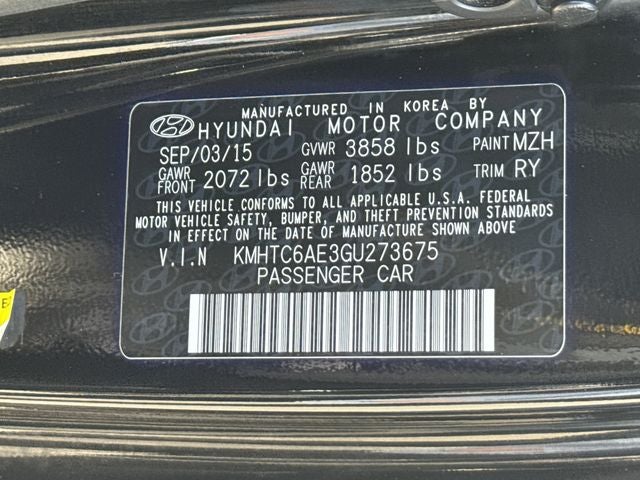 MANUFACTURED IN KOREA BY
HYUNDAI MOTOR COMPANY
SEP/03/15 GVWR 3858 lbs PAINT MZH
GAWR FRONT 2072 lbs GAWR REAR 1852 lbs TRIM RY
THIS VEHICLE CONFORMS TO ALL APPLICABLE U.S.A. FEDERAL
MOTOR VEHICLE SAFETY, BUMPER, AND THEFT PREVENTION STANDARDS
IN EFFECT ON THE DATE OF MANUFACTURE SHOWN ABOVE
V.I.N KMHTC6AE3GU273675
PASSENGER CAR